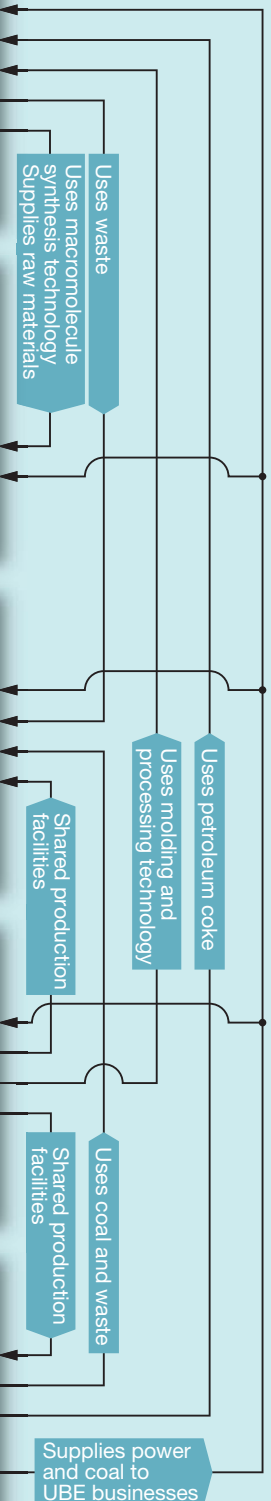 Uses waste
Uses macromolecule
synthesis technology
Supplies raw materials
Uses petroleum coke
Uses molding and
processing technology
Shared production
facilities
Uses coal and waste
Shared production
facilities
Supplies power
and coal to
UBE businesses